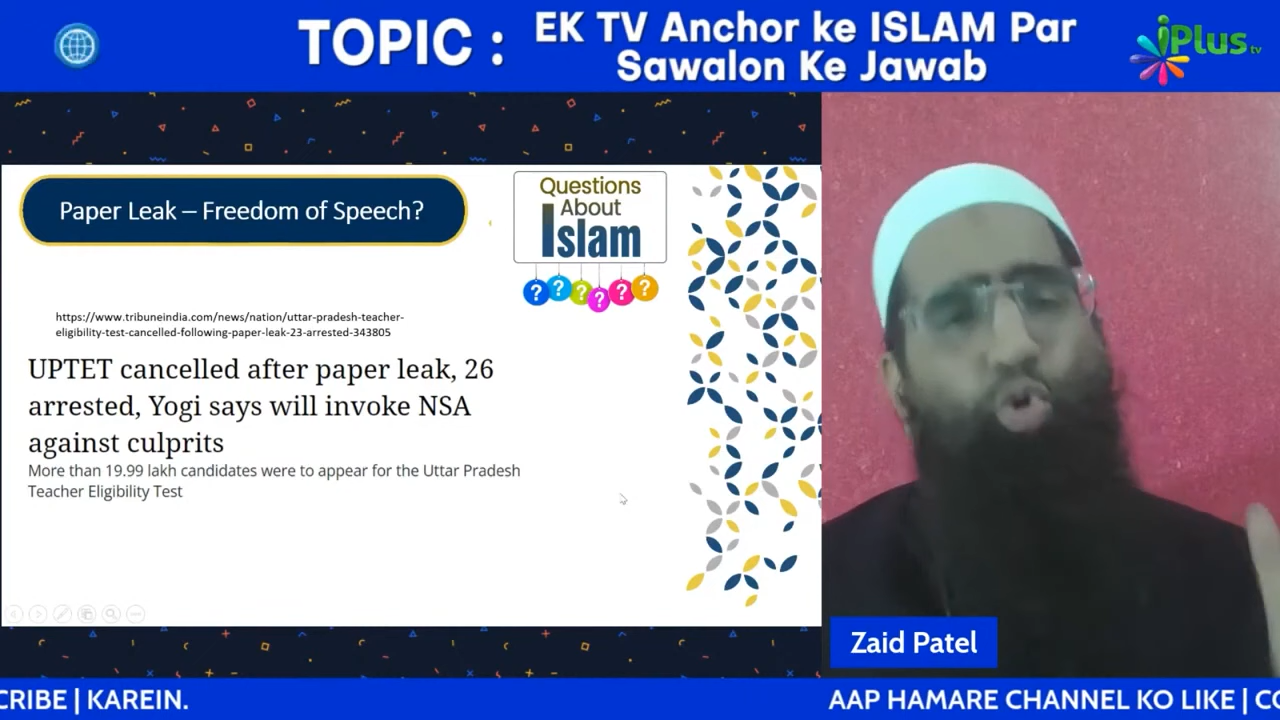 TOPIC :
EK TV Anchor ke ISLAM Par
Sawalon Ke Jawab
iPlus tv
Paper Leak – Freedom of Speech?
Questions
About
Islam
? ? ? ? ? ?
https://www.tribuneindia.com/news/nation/uttar-pradesh-teacher-
eligibility-test-cancelled-following-paper-leak-23-arrested-343805
UPTET cancelled after paper leak, 26
arrested, Yogi says will invoke NSA
against culprits
More than 19.99 lakh candidates were to appear for the Uttar Pradesh
Teacher Eligibility Test
Zaid Patel
CRIBE | KAREIN.
AAP HAMARE CHANNEL KO LIKE | CO